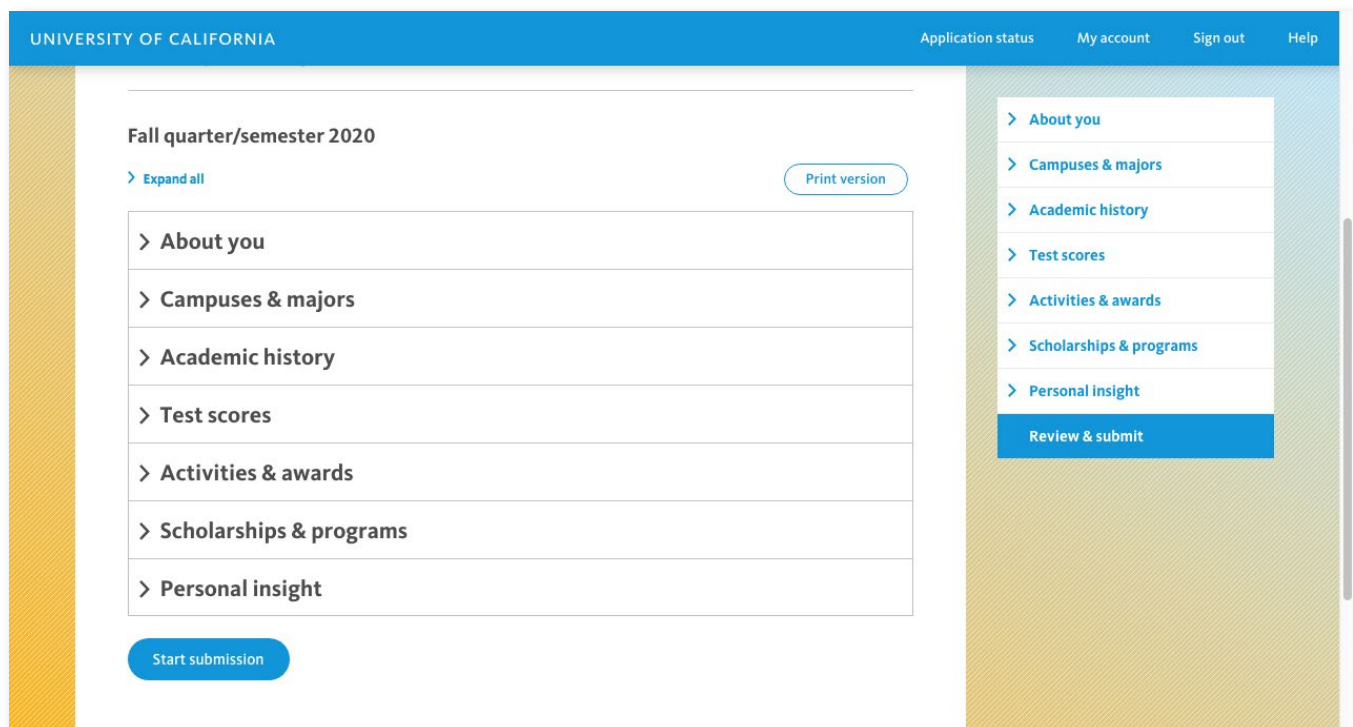 UNIVERSITY OF CALIFORNIA
Application status
My account
Sign out
Help
Fall quarter/semester 2020
Expand all
Print version
About you
Campuses & majors
Academic history
Test scores
Activities & awards
Scholarships & programs
Personal insight
Start submission
About you
Campuses & majors
Academic history
Test scores
Activities & awards
Scholarships & programs
Personal insight
Review & submit